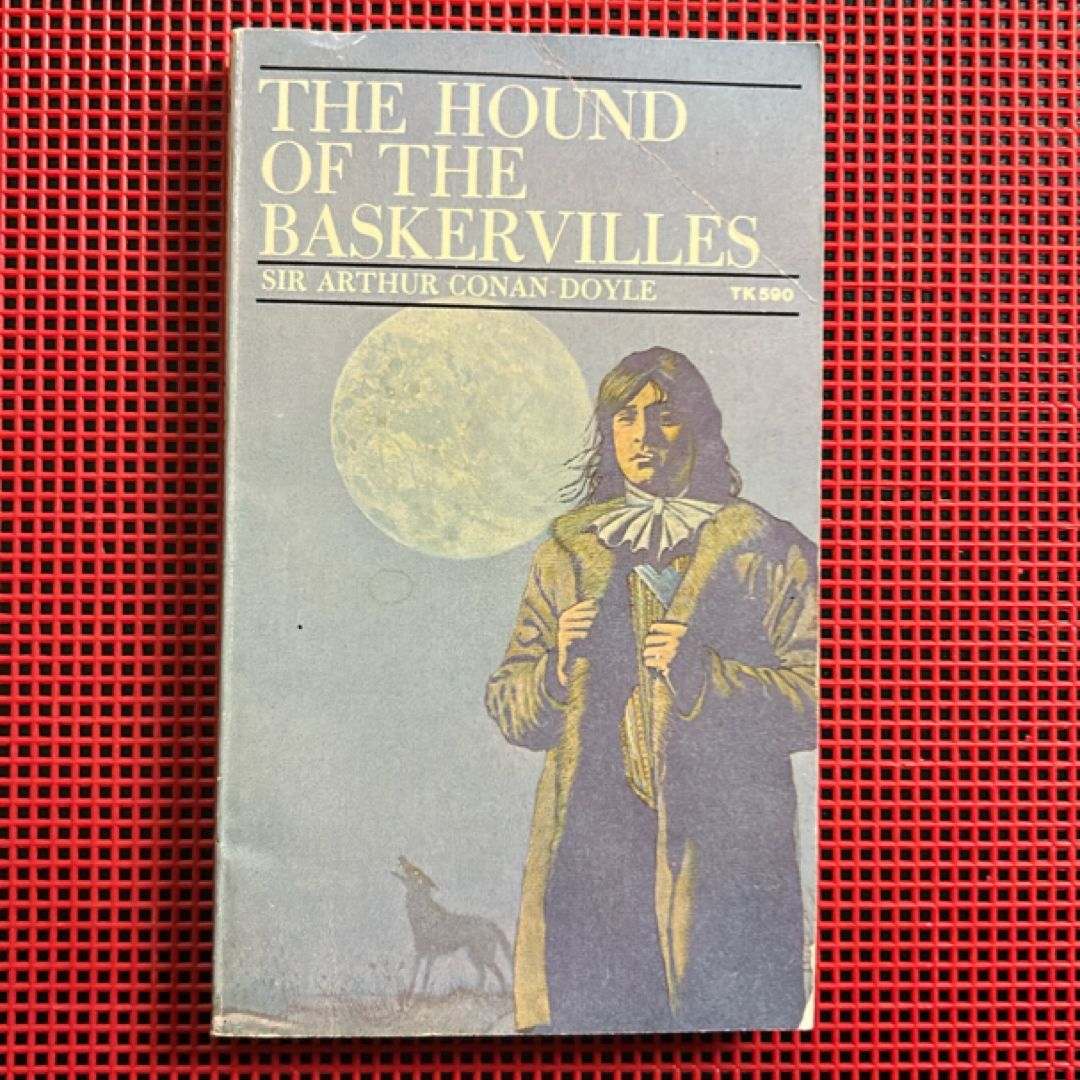 THE HOUND
OF THE
BASKERVILLES
SIR ARTHUR CONAN-DOYLE TK590